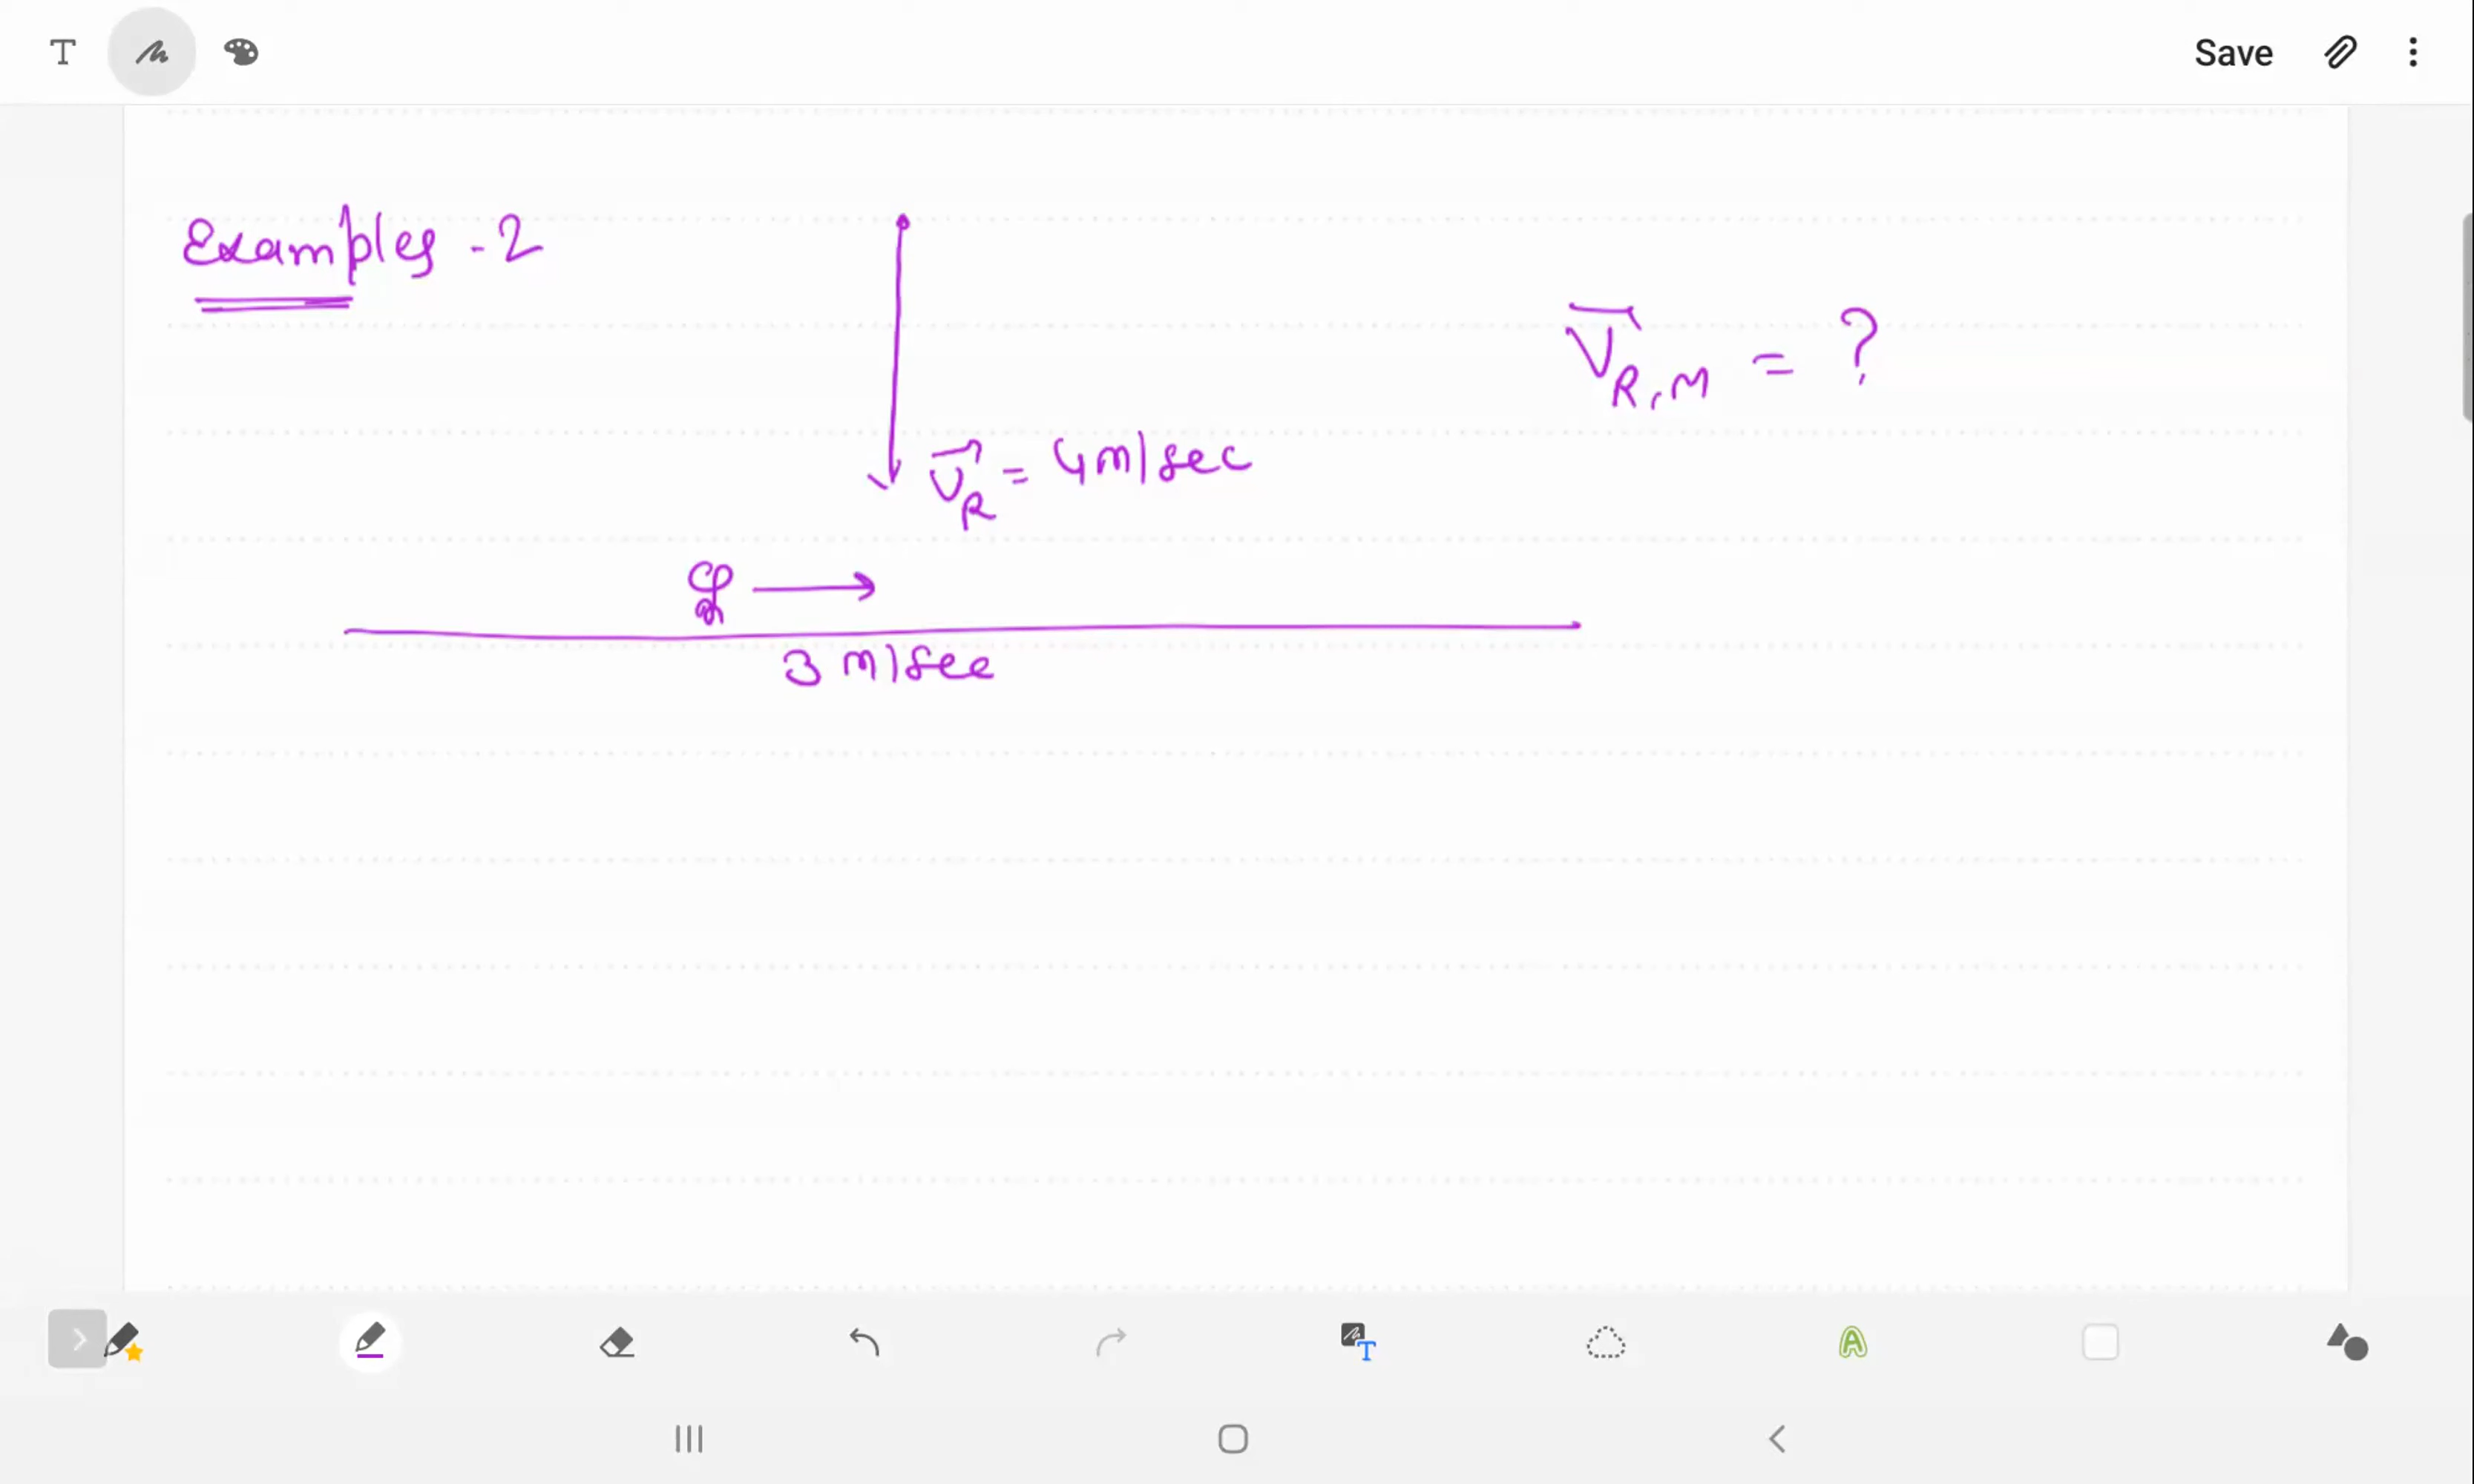 T Save
Examples - 2
V⃗R,M = ?
v⃗R = 4m/sec
3 m/sec
T
A